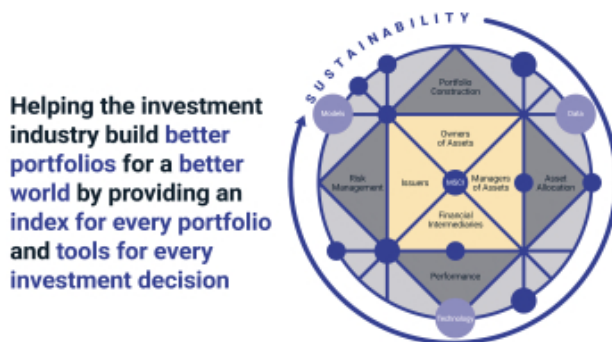 Helping the investment
industry build better
portfolios for a better
world by providing an
index for every portfolio
and tools for every
investment decision
SUSTAINABILITY
Portfolio
Construction
Models
Data
Owners
of Assets
Risk
Management
Issuers
MSCI
Managers
of Assets
Asset
Allocation
Financial
Intermediaries
Performance
Technology